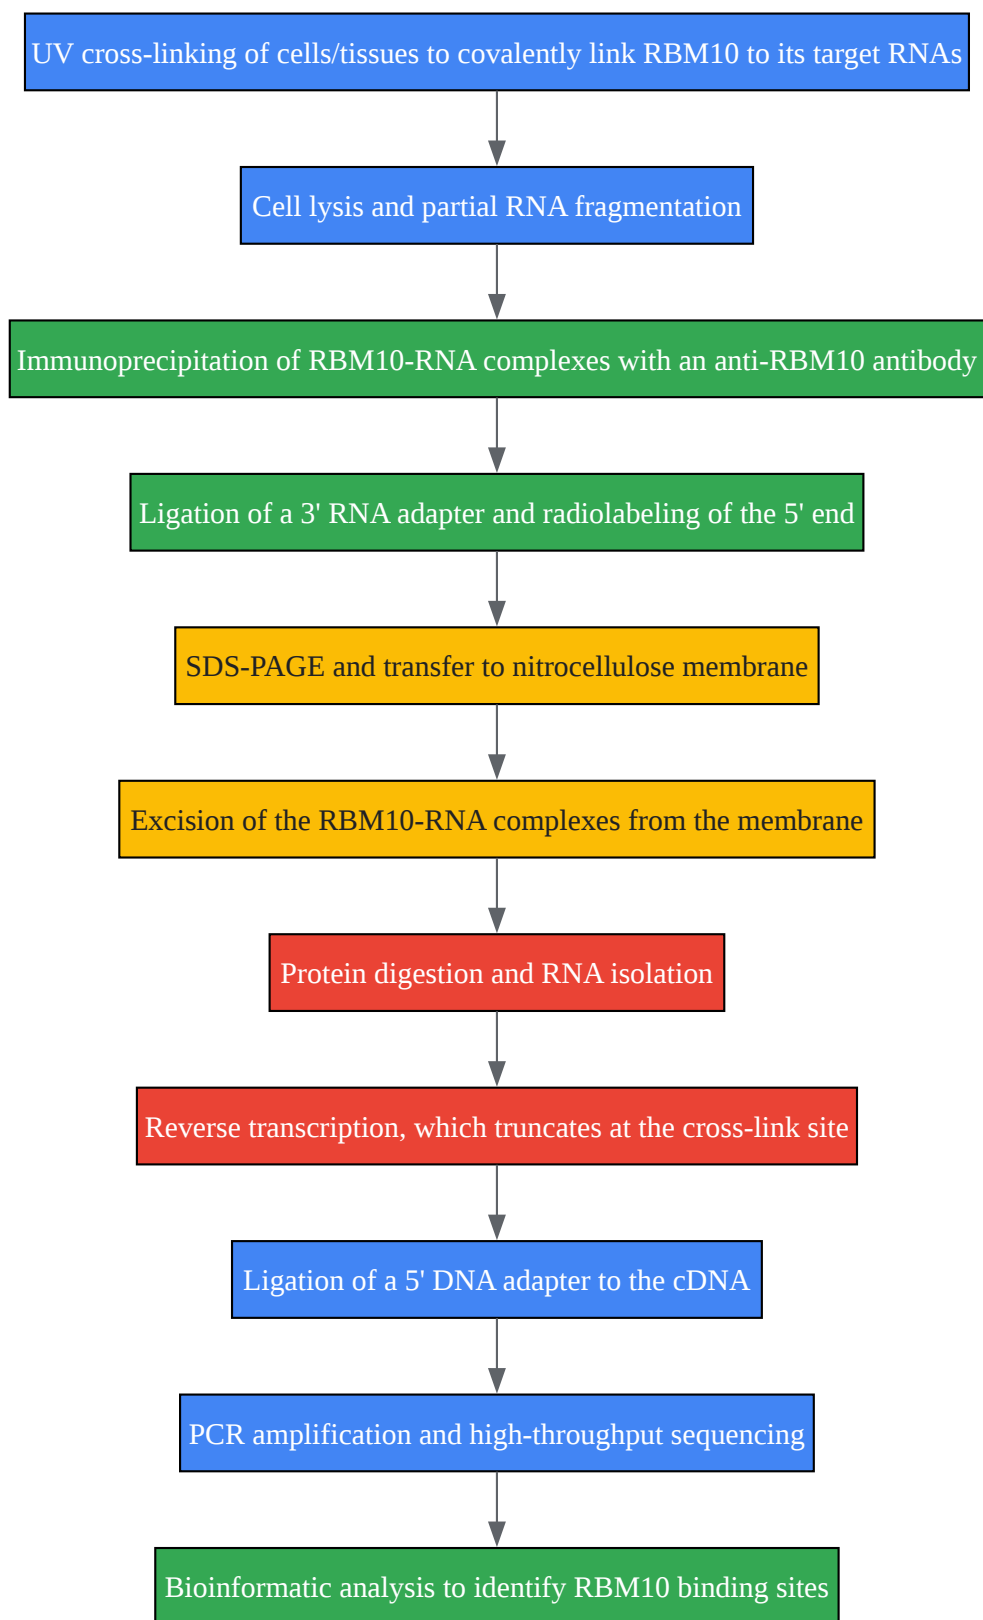 UV cross-linking of cells/tissues to covalently link RBM10 to its target RNAs
Cell lysis and partial RNA fragmentation
Immunoprecipitation of RBM10-RNA complexes with an anti-RBM10 antibody
Ligation of a 3' RNA adapter and radiolabeling of the 5' end
SDS-PAGE and transfer to nitrocellulose membrane
Excision of the RBM10-RNA complexes from the membrane
Protein digestion and RNA isolation
Reverse transcription, which truncates at the cross-link site
Ligation of a 5' DNA adapter to the cDNA
PCR amplification and high-throughput sequencing
Bioinformatic analysis to identify RBM10 binding sites